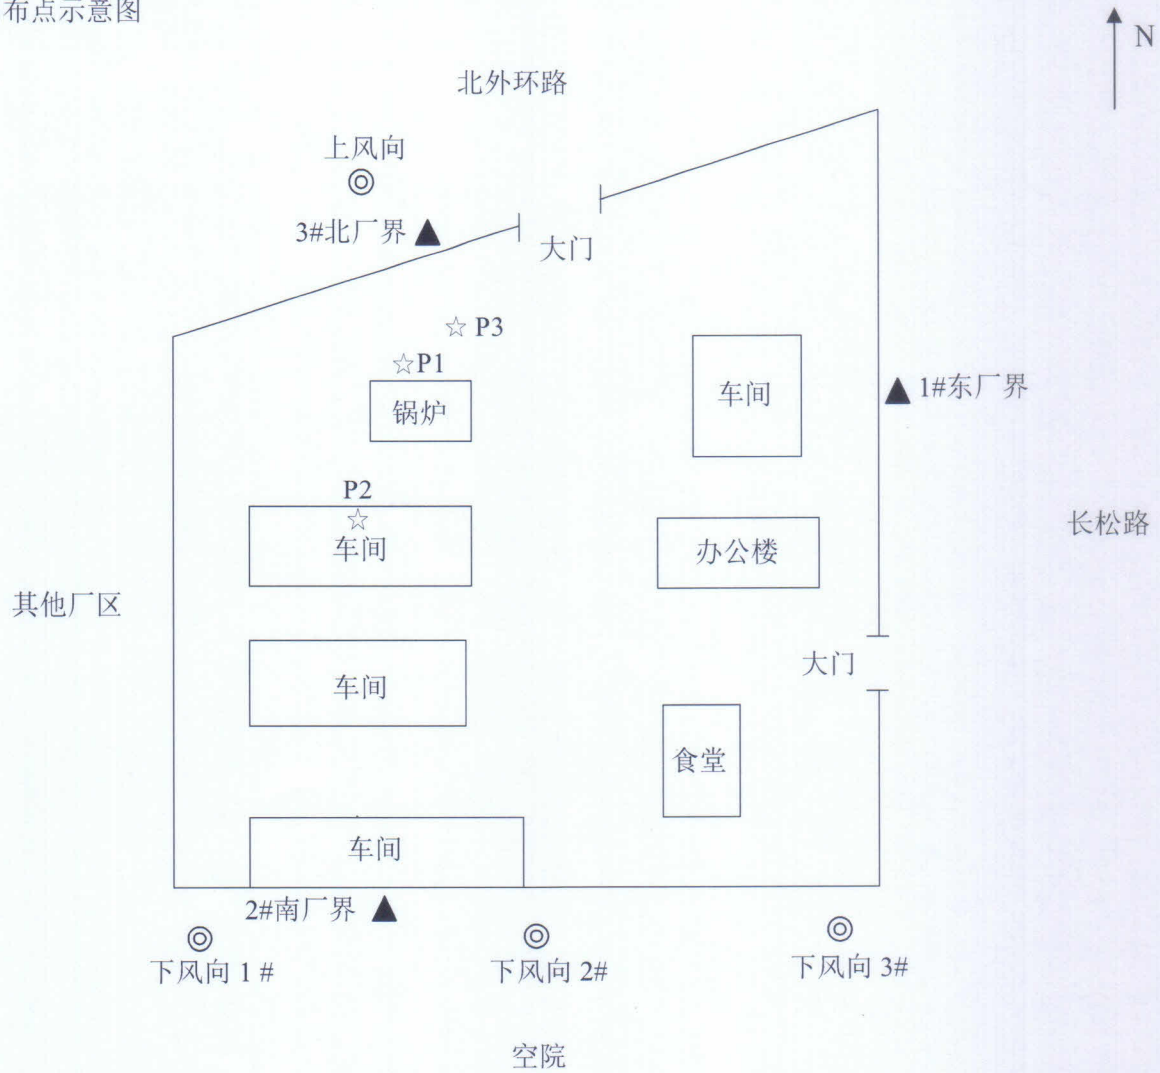 布点示意图
N
北外环路
上风向
3#北厂界
大门
P3
P1
锅炉
车间
1#东厂界
P2
车间
办公楼
长松路
其他厂区
大门
车间
食堂
车间
2#南厂界
下风向 1 #
下风向 2#
下风向 3#
空院